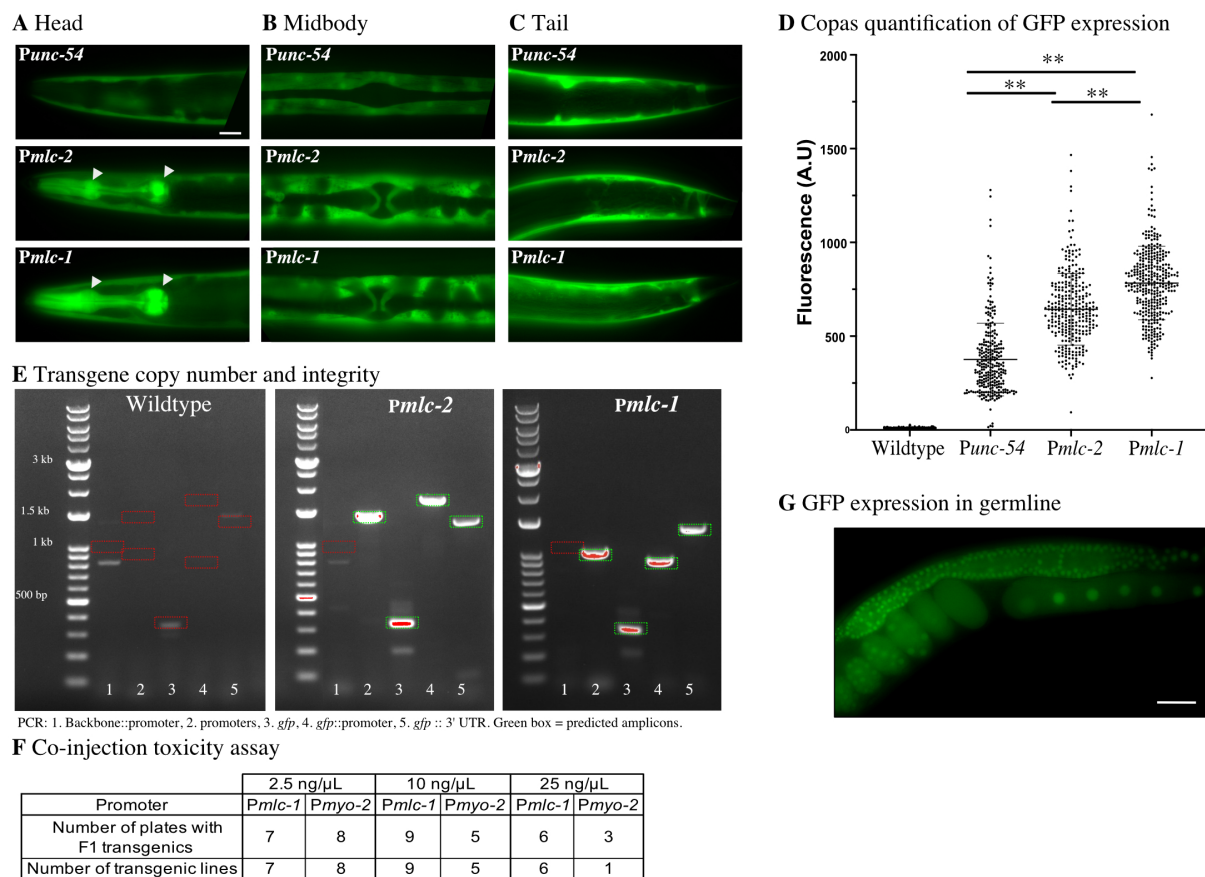 A Head
B Midbody
C Tail
Punc-54
Punc-54
Punc-54
Pmlc-2
Pmlc-2
Pmlc-2
Pmlc-1
Pmlc-1
Pmlc-1
D Copas quantification of GFP expression
2000
1500
1000
500
0
Fluorescence (A.U)
**
**
**
Wildtype
Punc-54
Pmlc-2
Pmlc-1
E Transgene copy number and integrity
Wildtype
Pmlc-2
Pmlc-1
3 kb
1.5 kb
1 kb
500 bp
1 2 3 4 5
1 2 3 4 5
1 2 3 4 5
PCR: 1. Backbone::promoter, 2. promoters, 3. gfp, 4. gfp::promoter, 5. gfp :: 3' UTR. Green box = predicted amplicons.
F Co-injection toxicity assay
2.5 ng/µL 10 ng/µL 25 ng/µL
Promoter Pmlc-1 Pmyo-2 Pmlc-1 Pmyo-2 Pmlc-1 Pmyo-2
Number of plates with
F1 transgenics
7 8 9 5 6 3
Number of transgenic lines 7 8 9 5 6 1
G GFP expression in germline